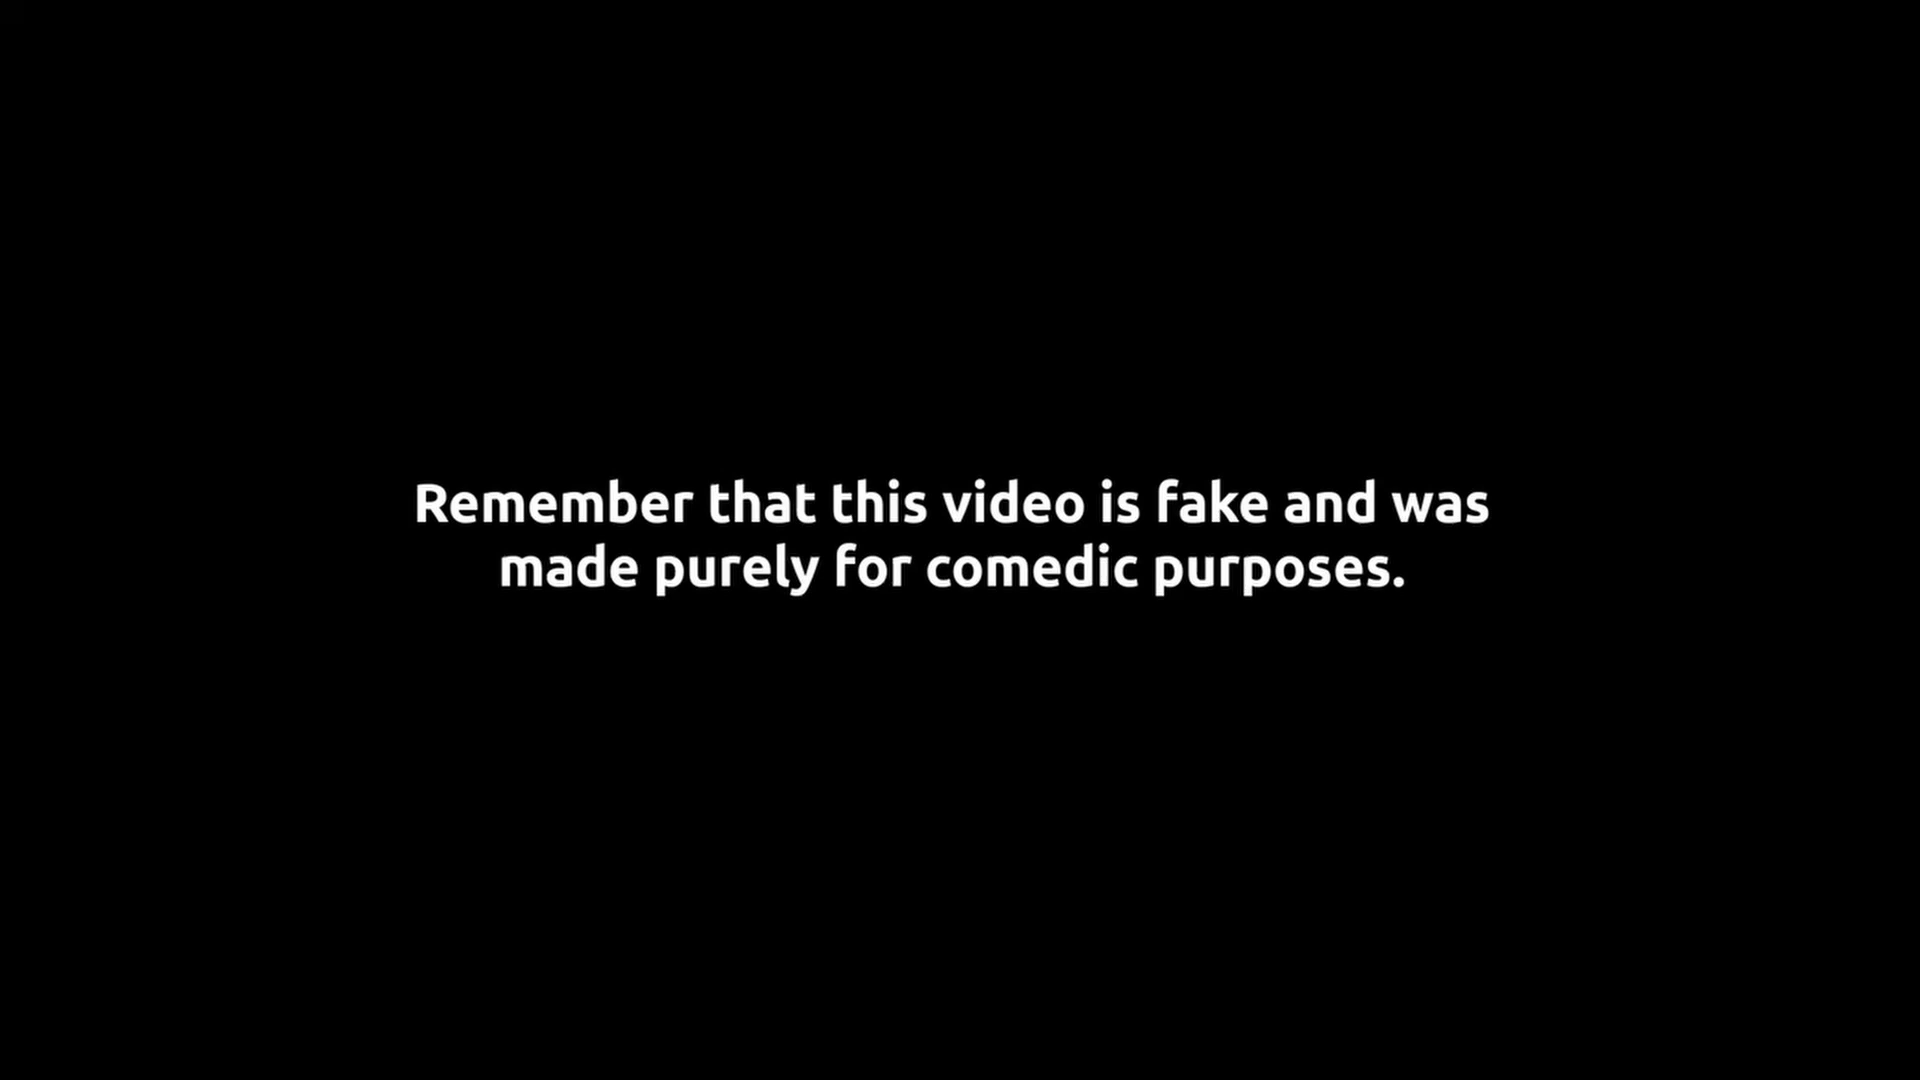 Remember that this video is fake and was
made purely for comedic purposes.